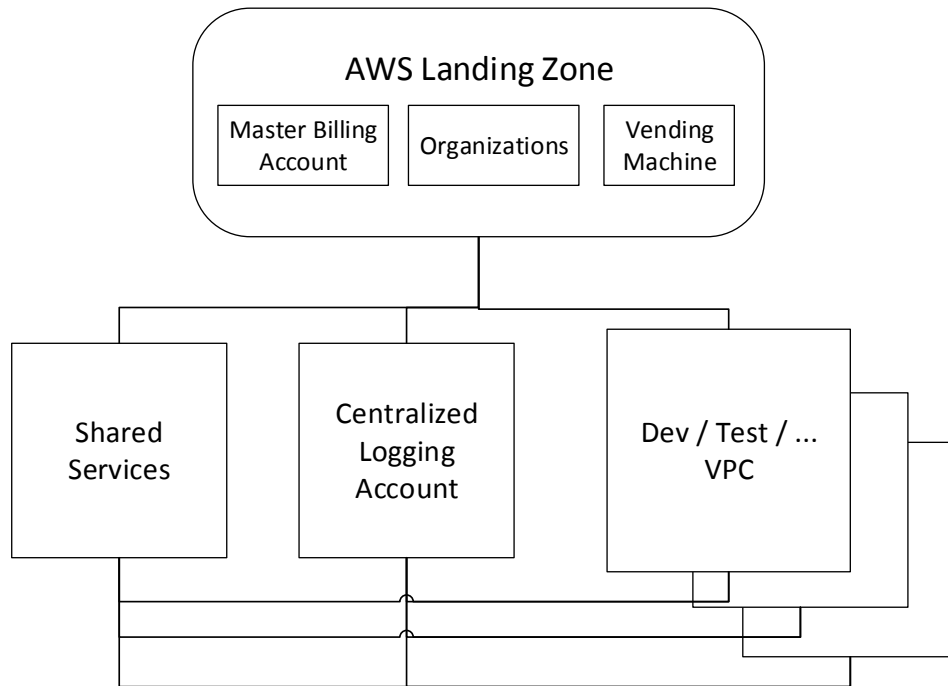 AWS Landing Zone
Master Billing
Account
Organizations
Vending
Machine
Shared
Services
Centralized
Logging
Account
Dev / Test / ...
VPC